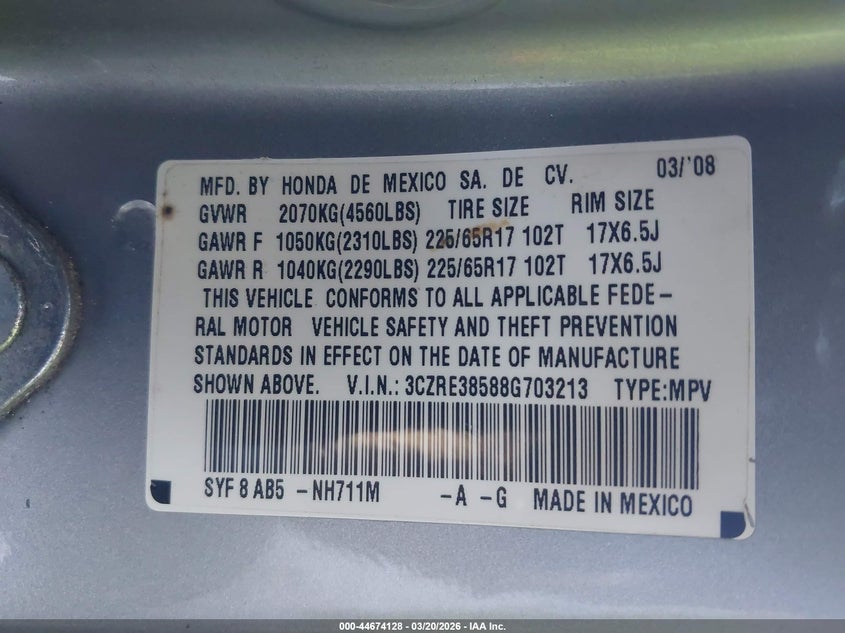 MFD. BY HONDA DE MEXICO SA. DE CV. 03/'08
GVWR 2070KG(4560LBS) TIRE SIZE RIM SIZE
GAWR F 1050KG(2310LBS) 225/65R17 102T 17X6.5J
GAWR R 1040KG(2290LBS) 225/65R17 102T 17X6.5J
THIS VEHICLE CONFORMS TO ALL APPLICABLE FEDE-
RAL MOTOR VEHICLE SAFETY AND THEFT PREVENTION
STANDARDS IN EFFECT ON THE DATE OF MANUFACTURE
SHOWN ABOVE. V.I.N.: 3CZRE38588G703213 TYPE:MPV
SYF 8 AB5 -NH711M -A -G MADE IN MEXICO
000-44674128 - 03/20/2026 - IAA Inc.